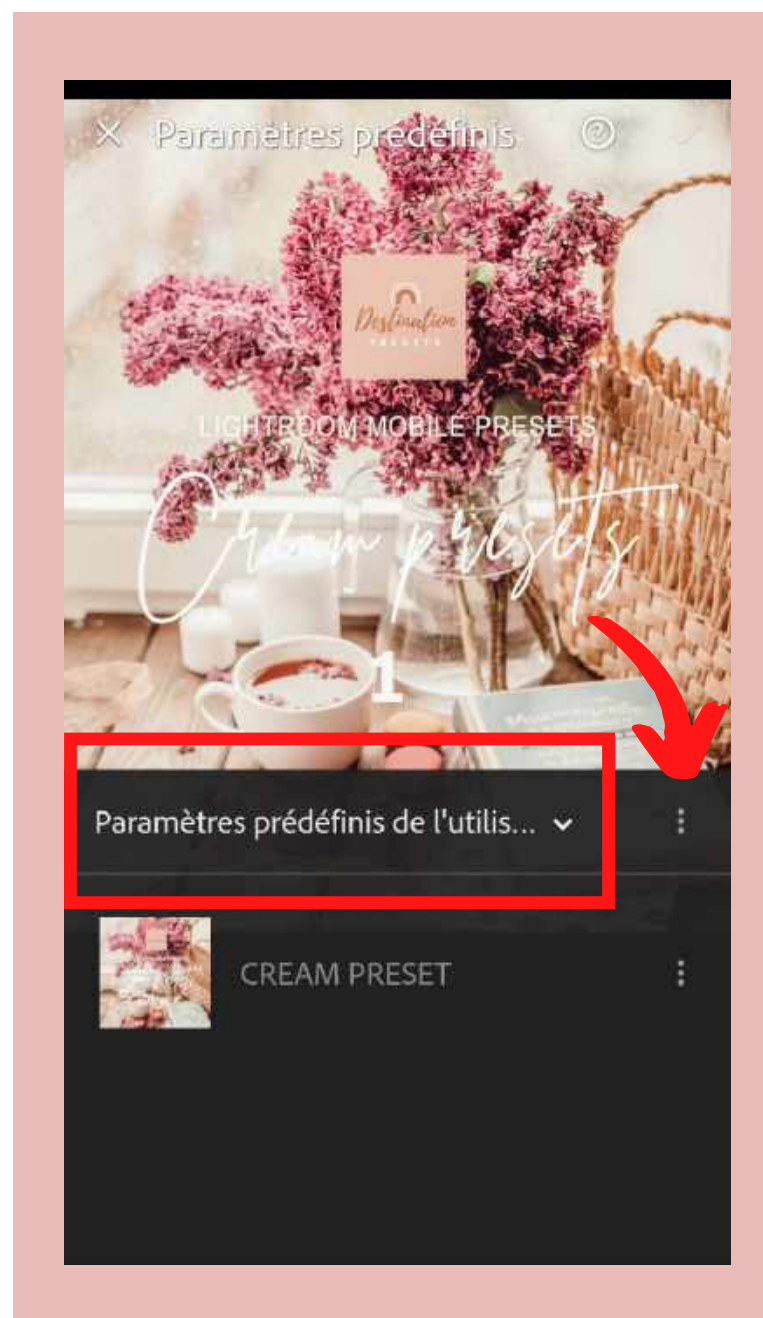 Paramètres prédéfinis
Destination
PRESETS
LIGHTROOM MOBILE PRESETS
Cream presets
1
Paramètres prédéfinis de l'utilis...
CREAM PRESET